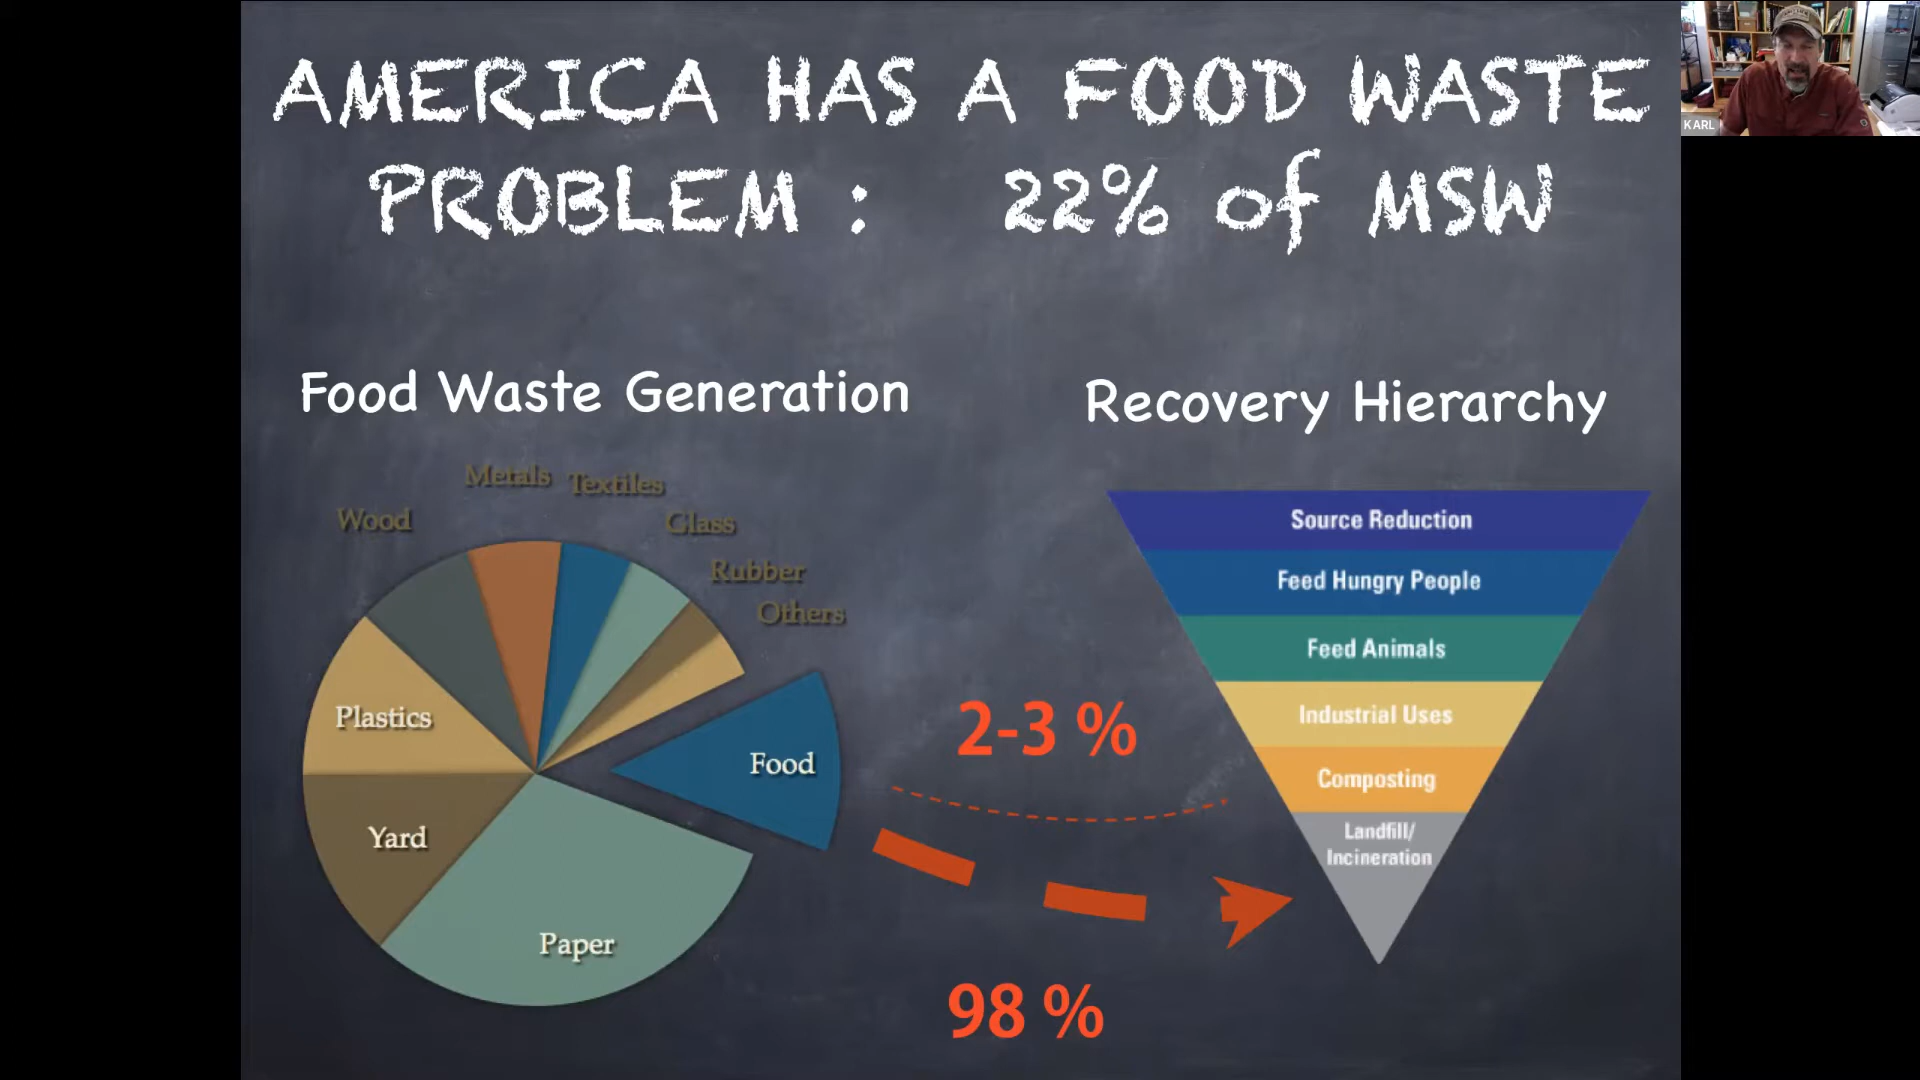 AMERICA HAS A FOOD WASTE
PROBLEM : 22% of MSW
KARL
Food Waste Generation
Recovery Hierarchy
Metals
Textiles
Wood
Glass
Rubber
Others
Plastics
Food
Yard
Paper
2-3 %
98 %
Source Reduction
Feed Hungry People
Feed Animals
Industrial Uses
Composting
Landfill/
Incineration